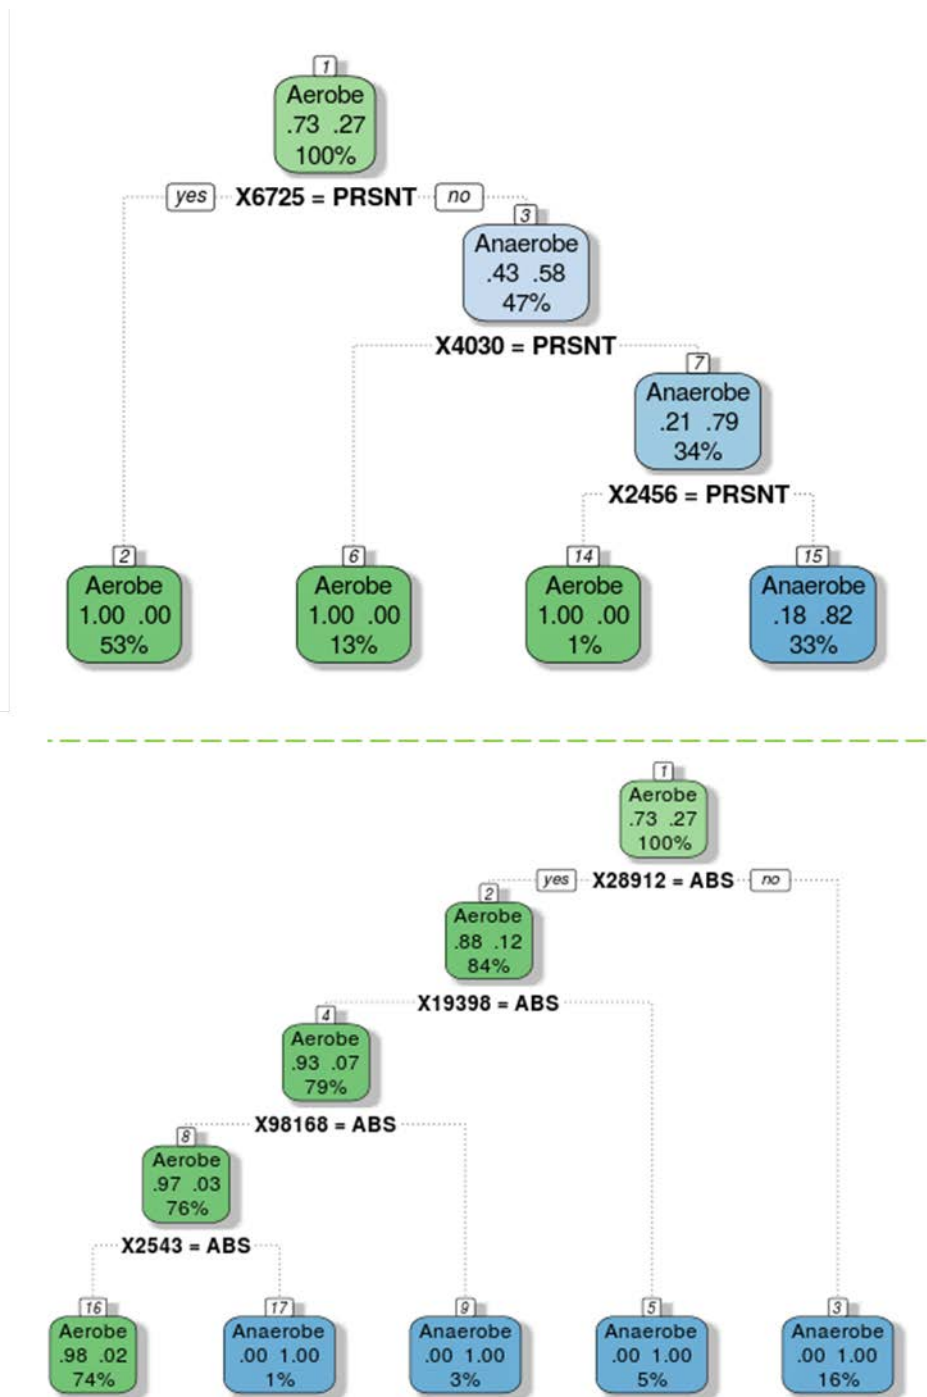 1
Aerobe
.73 .27
100%
yes X6725 = PRSNT no
3
Anaerobe
.43 .58
47%
X4030 = PRSNT
7
Anaerobe
.21 .79
34%
X2456 = PRSNT
2
Aerobe
1.00 .00
53%
6
Aerobe
1.00 .00
13%
14
Aerobe
1.00 .00
1%
15
Anaerobe
.18 .82
33%
1
Aerobe
.73 .27
100%
yes X28912 = ABS no
2
Aerobe
.88 .12
84%
X19398 = ABS
4
Aerobe
.93 .07
79%
X98168 = ABS
8
Aerobe
.97 .03
76%
X2543 = ABS
16
Aerobe
.98 .02
74%
17
Anaerobe
.00 1.00
1%
9
Anaerobe
.00 1.00
3%
5
Anaerobe
.00 1.00
5%
3
Anaerobe
.00 1.00
16%